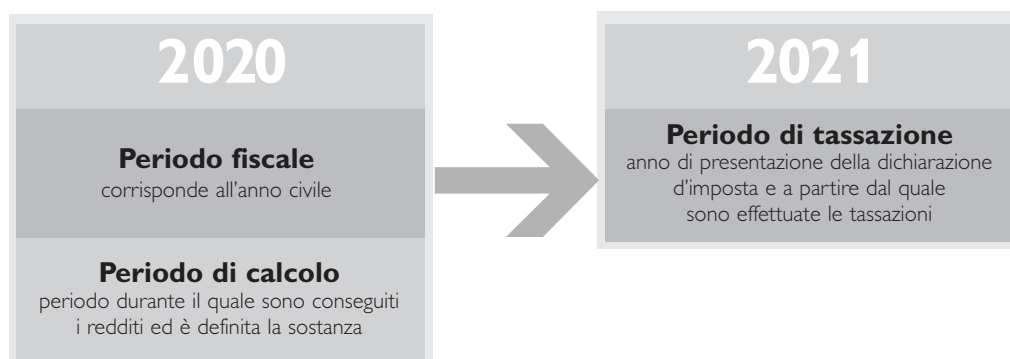 2020
Periodo fiscale
corrisponde all'anno civile
Periodo di calcolo
periodo durante il quale sono conseguiti
i redditi ed è definita la sostanza
2021
Periodo di tassazione
anno di presentazione della dichiarazione
d'imposta e a partire dal quale
sono effettuate le tassazioni